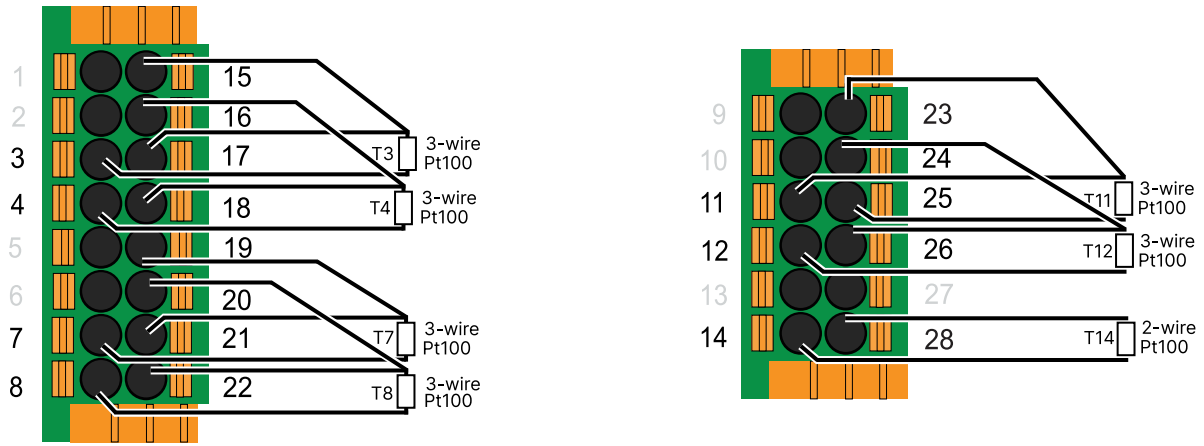 1 15
2 16
3 17
4 18
5 19
6 20
7 21
8 22
T3 3-wire
Pt100
T4 3-wire
Pt100
T7 3-wire
Pt100
T8 3-wire
Pt100
9 23
10 24
11 25
12 26
13 27
14 28
T11 3-wire
Pt100
T12 3-wire
Pt100
T14 2-wire
Pt100